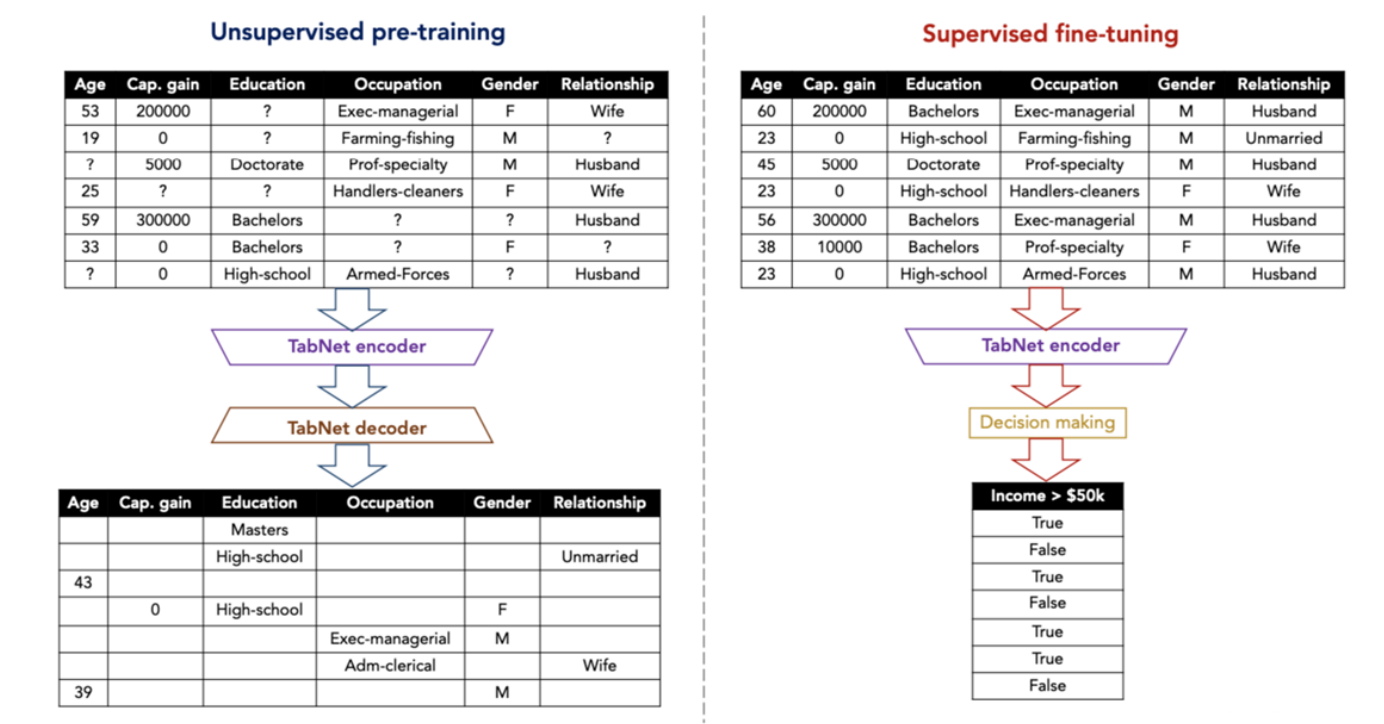 Unsupervised pre-training
Age Cap. gain Education Occupation Gender Relationship
53 200000 ? Exec-managerial F Wife
19 0 ? Farming-fishing M ?
? 5000 Doctorate Prof-specialty M Husband
25 ? ? Handlers-cleaners F Wife
59 300000 Bachelors ? ? Husband
33 0 Bachelors ? F ?
? 0 High-school Armed-Forces ? Husband
TabNet encoder
TabNet decoder
Age Cap. gain Education Occupation Gender Relationship
Masters
High-school Unmarried
43
0 High-school F
Exec-managerial M
Adm-clerical Wife
39 M
Supervised fine-tuning
Age Cap. gain Education Occupation Gender Relationship
60 200000 Bachelors Exec-managerial M Husband
23 0 High-school Farming-fishing M Unmarried
45 5000 Doctorate Prof-specialty M Husband
23 0 High-school Handlers-cleaners F Wife
56 300000 Bachelors Exec-managerial M Husband
38 10000 Bachelors Prof-specialty F Wife
23 0 High-school Armed-Forces M Husband
TabNet encoder
Decision making
Income > $50k
True
False
True
False
True
True
False